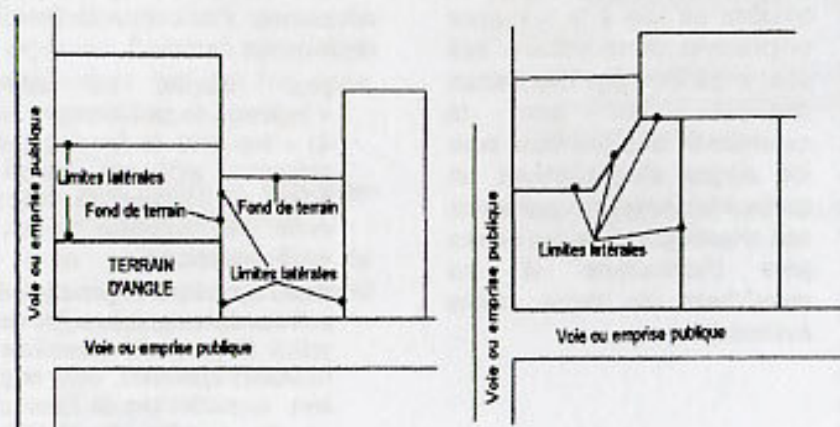 Voie ou emprise publique
Limites latérales
Fond de terrain
TERRAIN
D'ANGLE
Fond de terrain
Limites latérales
Voie ou emprise publique
Voie ou emprise publique
Limites latérales
Voie ou emprise publique